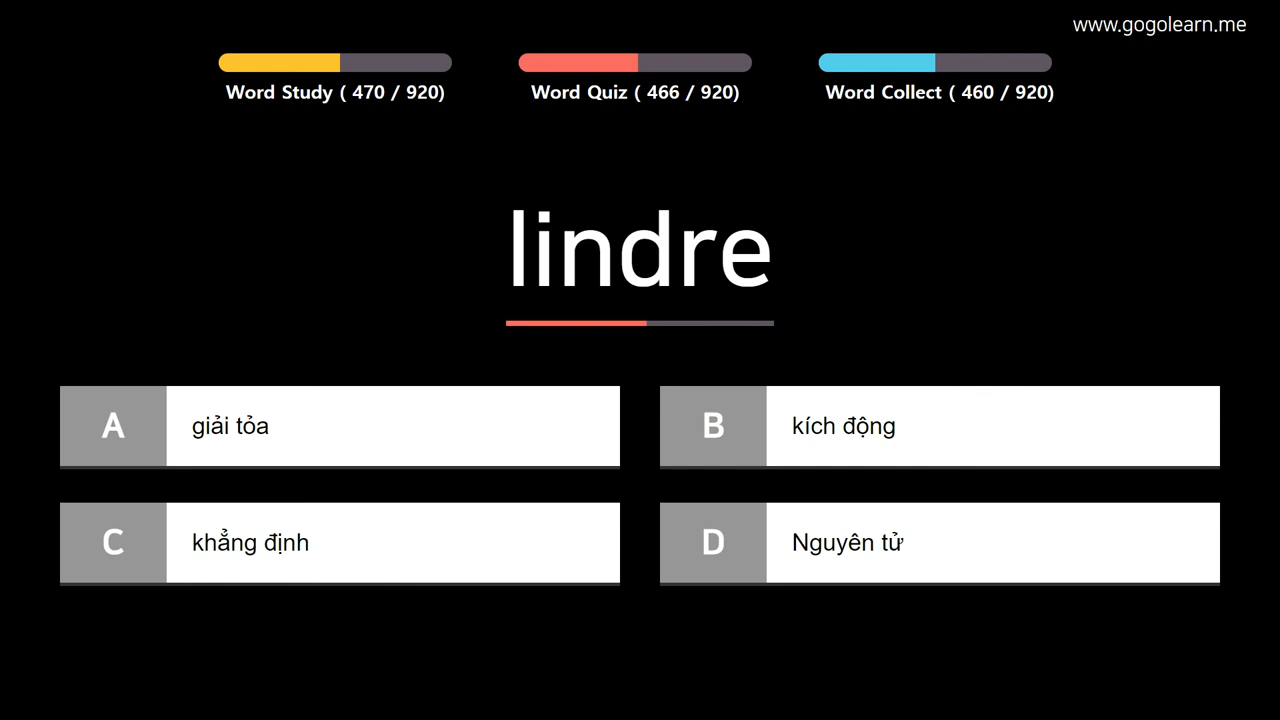 www.gogolearn.me
Word Study ( 470 / 920)
Word Quiz ( 466 / 920)
Word Collect ( 460 / 920)
lindre
A giải tỏa
B kích động
C khẳng định
D Nguyên tử